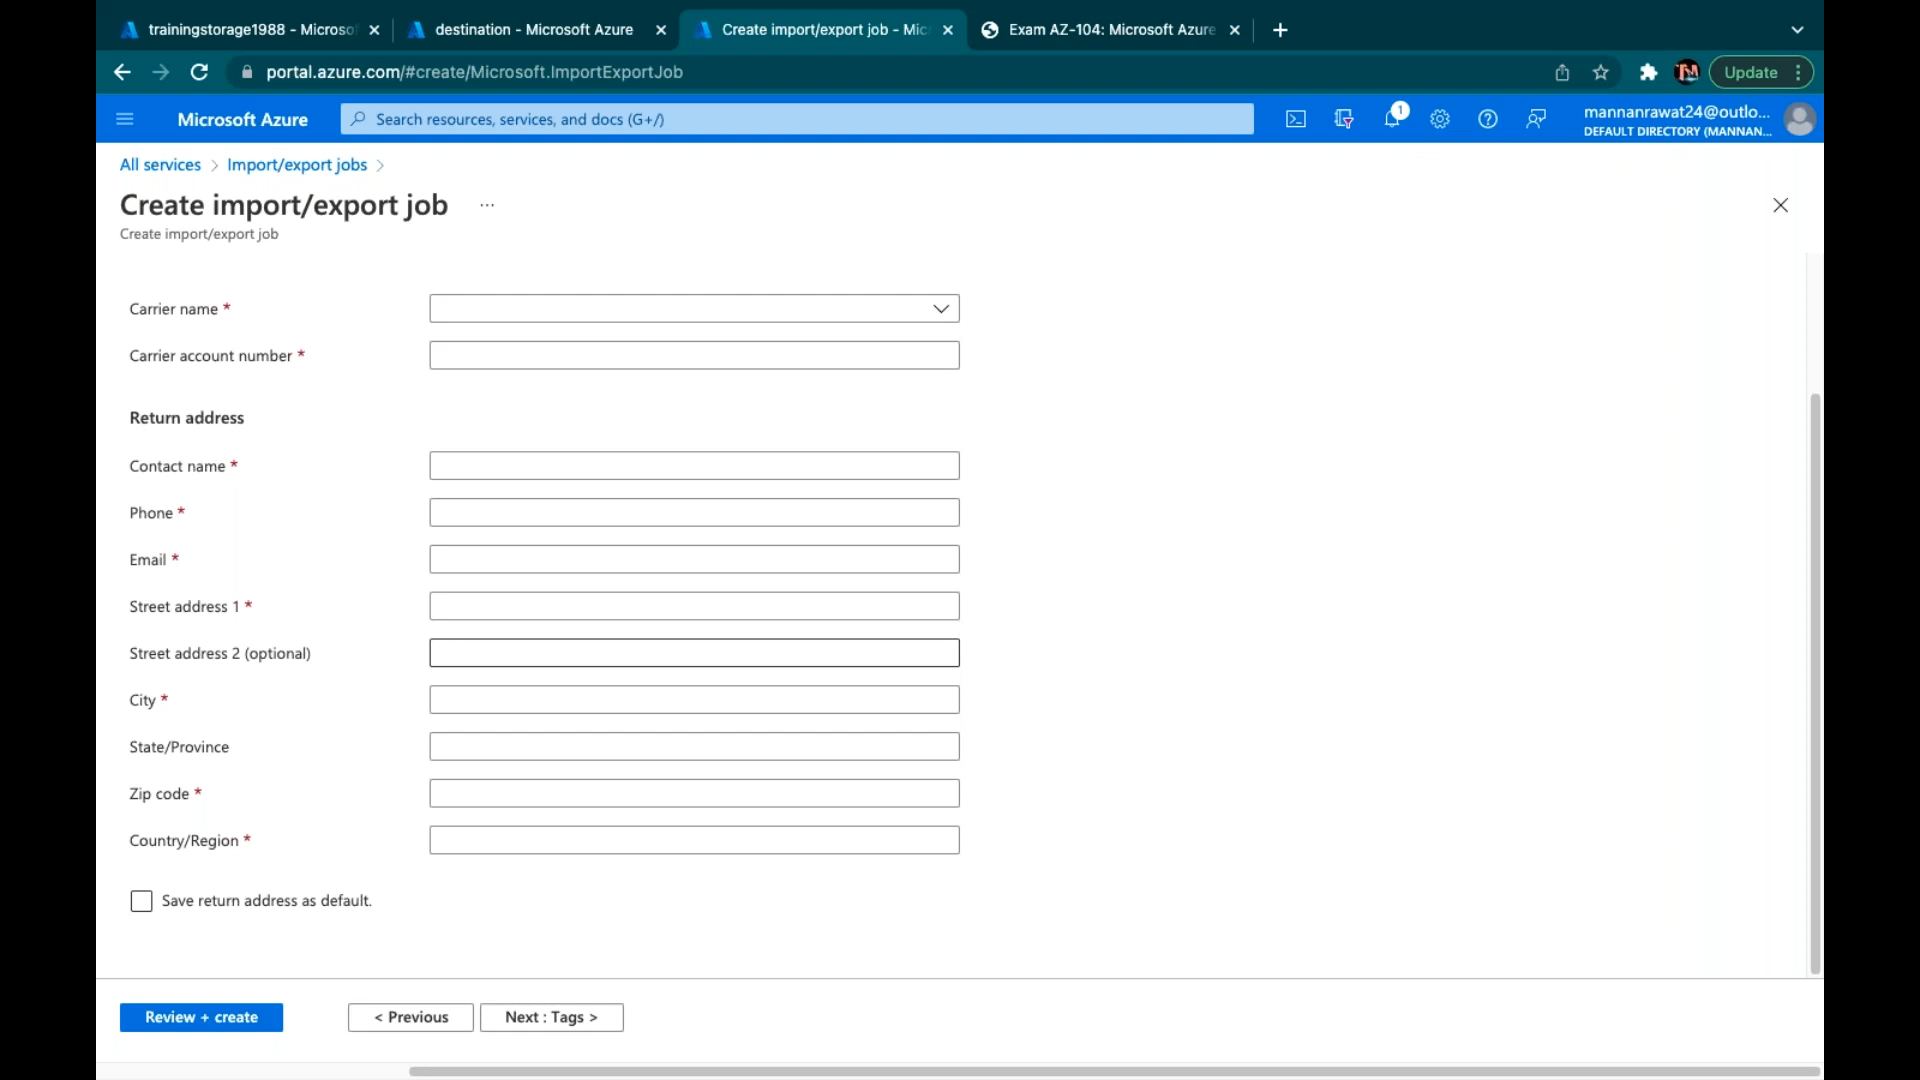 trainingstorage1988 - Microsof
destination - Microsoft Azure
Create import/export job - Mic
Exam AZ-104: Microsoft Azure
portal.azure.com/#create/Microsoft.ImportExportJob
Update
Microsoft Azure
Search resources, services, and docs (G+/)
1
mannanrawat24@outlo...
DEFAULT DIRECTORY (MANNAN...
All services > Import/export jobs >
Create import/export job ...
Create import/export job
Carrier name *
Carrier account number *
Return address
Contact name *
Phone *
Email *
Street address 1 *
Street address 2 (optional)
City *
State/Province
Zip code *
Country/Region *
Save return address as default.
Review + create
< Previous
Next : Tags >